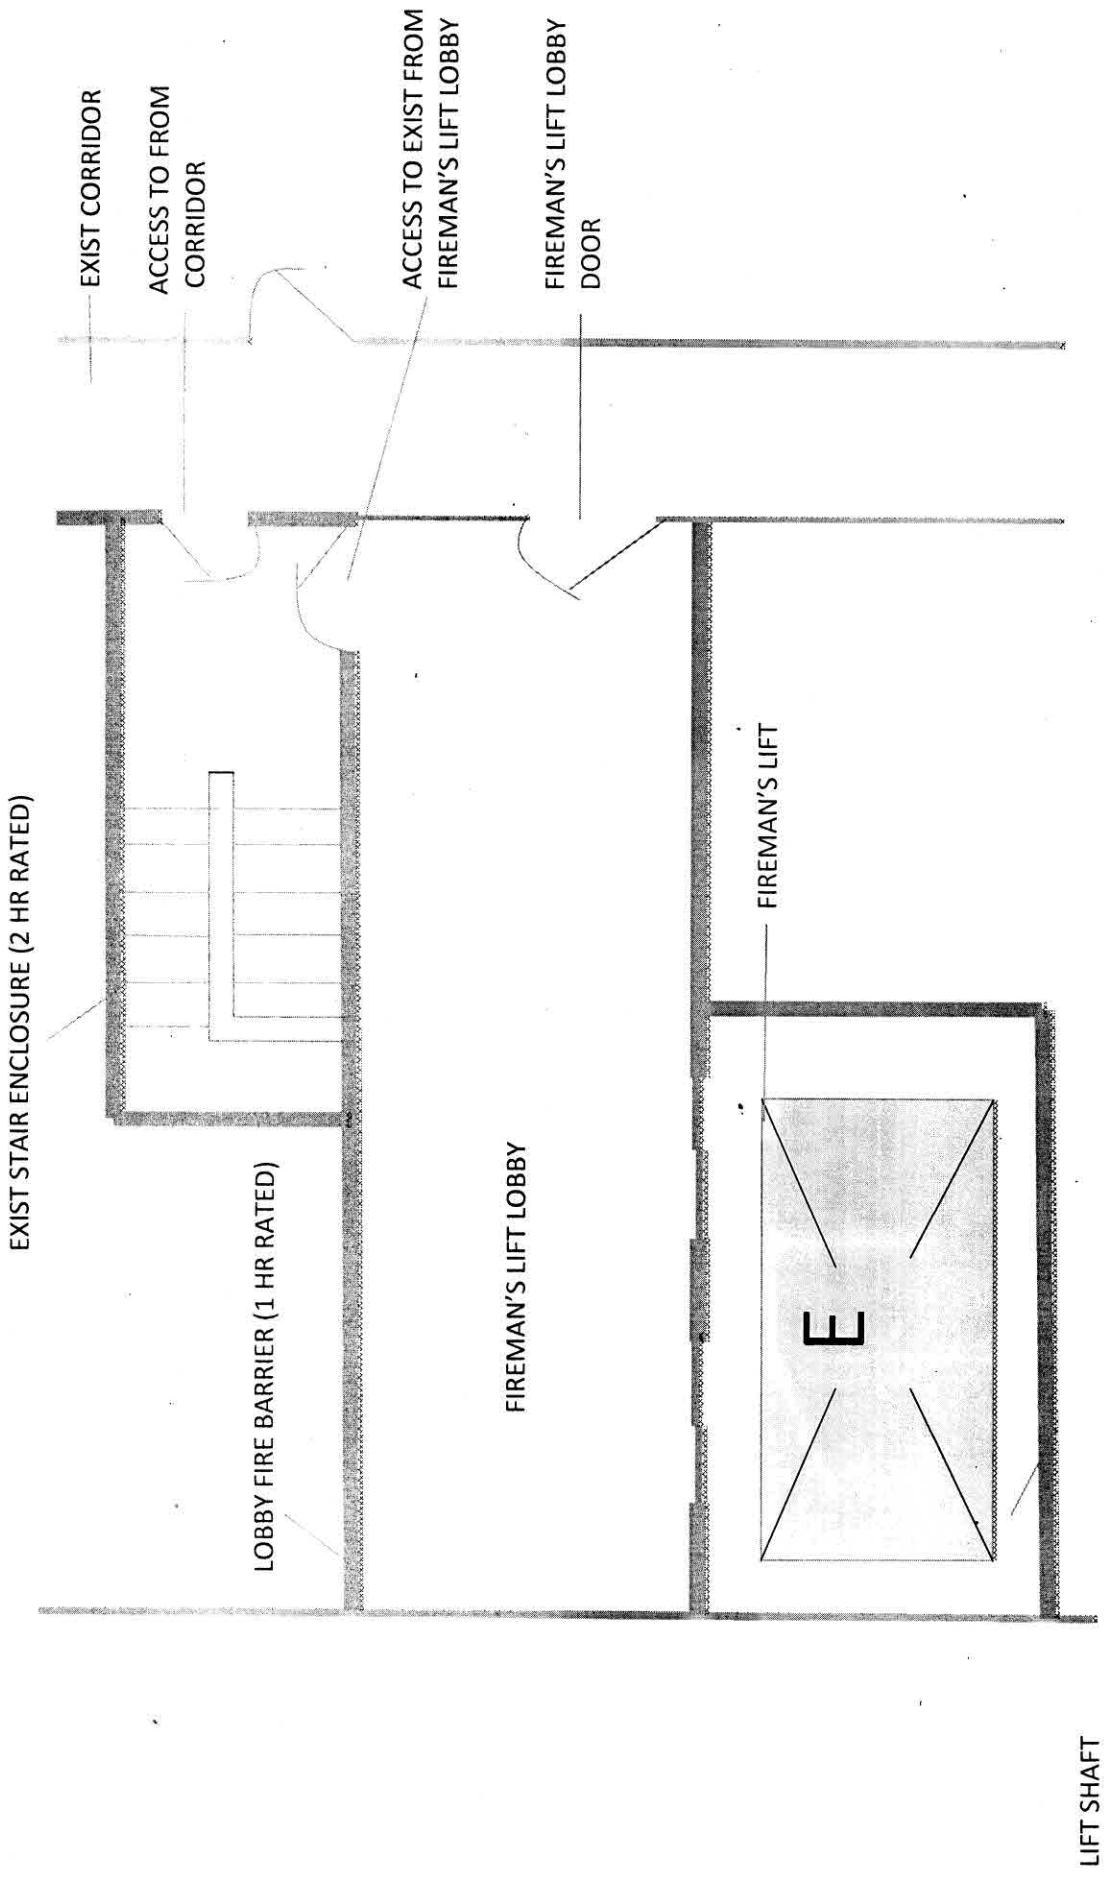 EXIST STAIR ENCLOSURE (2 HR RATED)
EXIST CORRIDOR
ACCESS TO FROM
CORRIDOR
LOBBY FIRE BARRIER (1 HR RATED)
ACCESS TO EXIST FROM
FIREMAN'S LIFT LOBBY
FIREMAN'S LIFT LOBBY
FIREMAN'S LIFT LOBBY
DOOR
FIREMAN'S LIFT
E
LIFT SHAFT